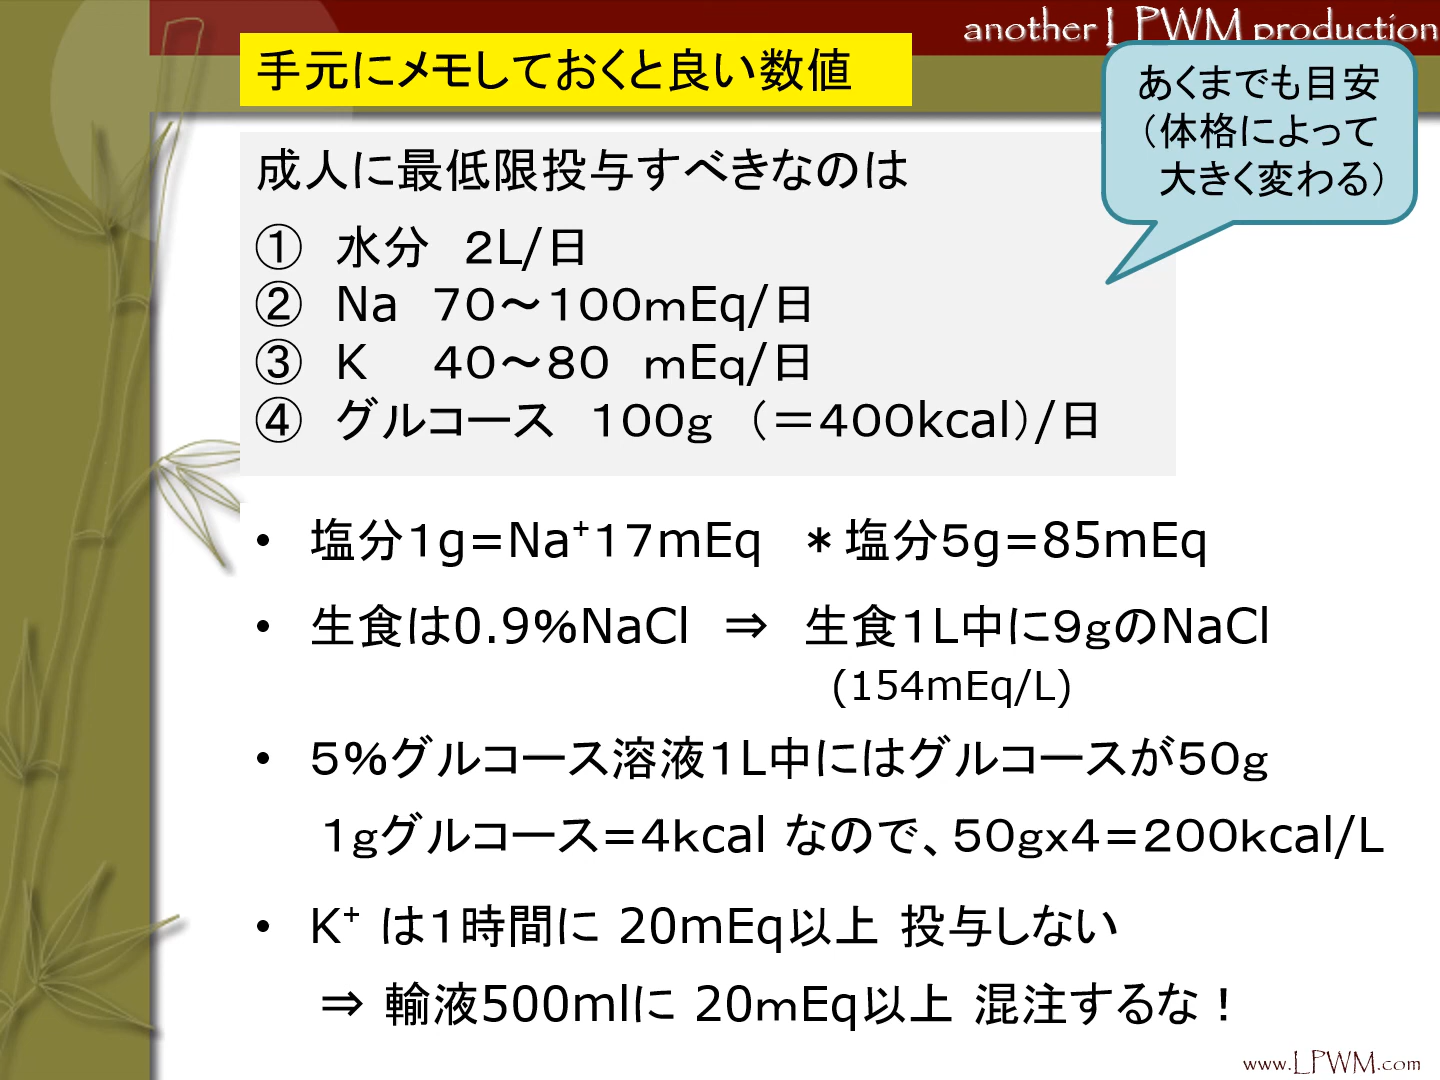 another LPWM production
手元にメモしておくと良い数値
あくまでも目安
（体格によって
大きく変わる）
成人に最低限投与すべきなのは
① 水分 2L/日
② Na 70～100mEq/日
③ K 40～80 mEq/日
④ グルコース 100g （＝400kcal）/日
• 塩分1g=Na⁺17mEq ＊塩分5g=85mEq
• 生食は0.9%NaCl ⇒ 生食1L中に9gのNaCl
(154mEq/L)
• 5%グルコース溶液1L中にはグルコースが50g
1gグルコース=4kcal なので、50gx4=200kcal/L
• K⁺ は1時間に 20mEq以上 投与しない
⇒ 輸液500mlに 20mEq以上 混注するな！
www.LPWM.com